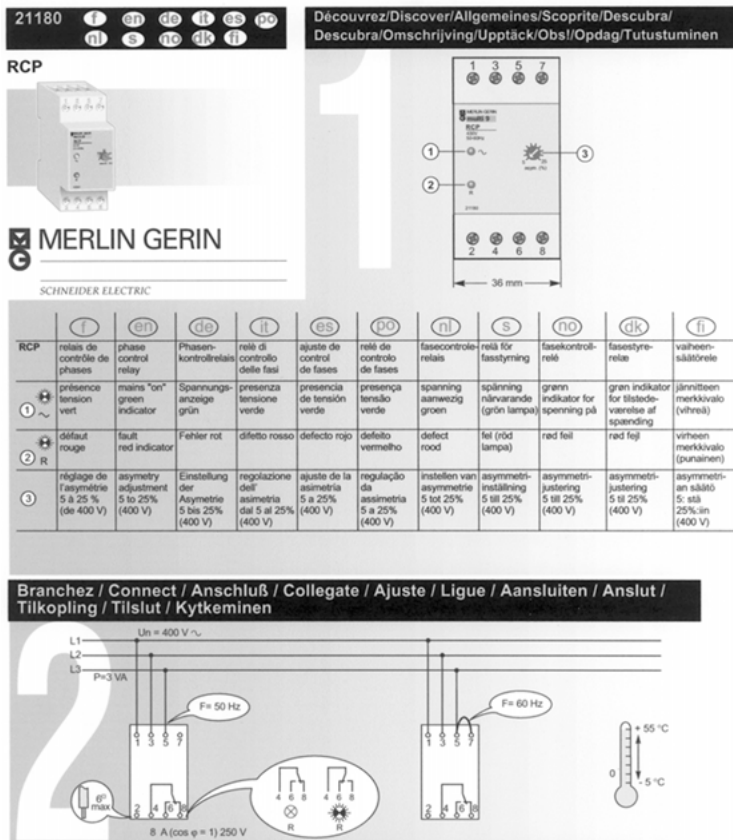 21180 f en de it es po
nl s no dk fi
RCP
MERLIN GERIN
SCHNEIDER ELECTRIC
Découvrez/Discover/Allgemeines/Scoprite/Descubra/
Descubra/Omschrijving/Upptäck/Obs!/Opdag/Tutustuminen
1
1 3 5 7
MERLIN GERIN
multi 9
RCP
1
2 R
3
asym. (%)
21180
2 4 6 8
36 mm
f en de it es po nl s no dk fi
RCP
relais de contrôle de phases
phase control relay
Phasen-kontrollrelais
relè di controllo delle fasi
ajuste de control de fases
relé de controlo de fases
fasecontrole-relais
relä för fasstyrning
fasekontroll-relé
fasestyre-relæ
vaiheen-säätörele
1 ~
présence tension vert
mains "on" green indicator
Spannungs-anzeige grün
presenza tensione verde
presencia de tensión verde
presença tensão verde
spanning aanwezig groen
spänning närvarande (grön lampa)
grønn indikator for spenning på
grøn indikator for tilstede-værelse af spænding
jännitteen merkkivalo (vihreä)
2 R
défaut rouge
fault red indicator
Fehler rot
difetto rosso
defecto rojo
defeito vermelho
defect rood
fel (röd lampa)
rød feil
rød fejl
virheen merkkivalo (punainen)
3
réglage de l'asymétrie 5 à 25 % (de 400 V)
asymetry adjustment 5 to 25% (400 V)
Einstellung der Asymetrie 5 bis 25% (400 V)
regolazione dell' asimetria dal 5 al 25% (400 V)
ajuste de la asimetría 5 a 25% (400 V)
regulação da assimetria 5 a 25% (400 V)
instellen van asymmetrie 5 tot 25% (400 V)
asymmetri-inställning 5 till 25% (400 V)
asymmetri-justering 5 till 25% (400 V)
asymmetri-justering 5 til 25% (400 V)
asymmetri-an säätö 5: stä 25%:iin (400 V)
Branchez / Connect / Anschluß / Collegate / Ajuste / Ligue / Aansluiten / Anslut /
Tilkopling / Tilslut / Kytkeminen
2
Un = 400 V ~
L1
L2
L3
P=3 VA
F= 50 Hz
F= 60 Hz
1 3 5 7
1 3 5 7
+ 55 °C
0
- 5 °C
6□ max
2 4 6 8
4 6 8
R
4 6 8
R
2 4 6 8
8 A (cos φ = 1) 250 V